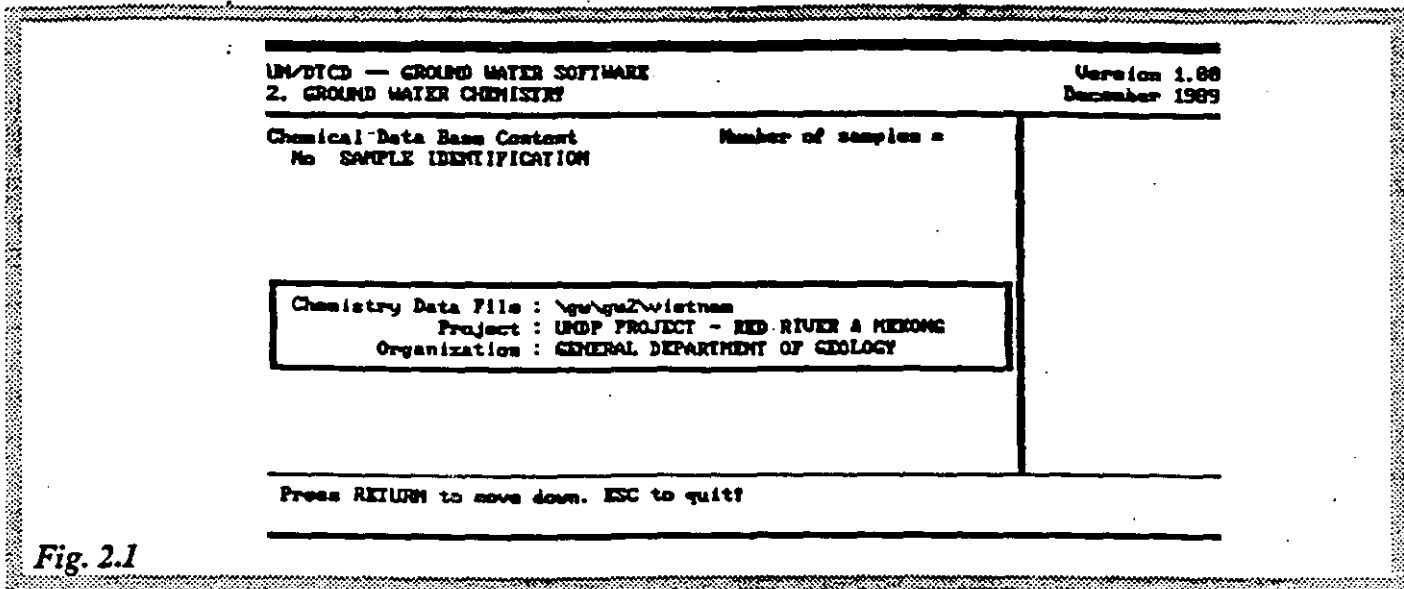 UN/DTCD — GROUND WATER SOFTWARE
Version 1.00
2. GROUND WATER CHEMISTRY
December 1989
Chemical Data Base Content
Number of samples =
No SAMPLE IDENTIFICATION
Chemistry Data File : \gw\gw2\vietnam
Project : UNDP PROJECT - RED RIVER & MEKONG
Organization : GENERAL DEPARTMENT OF GEOLOGY
Press RETURN to move down. ESC to quit!
Fig. 2.1